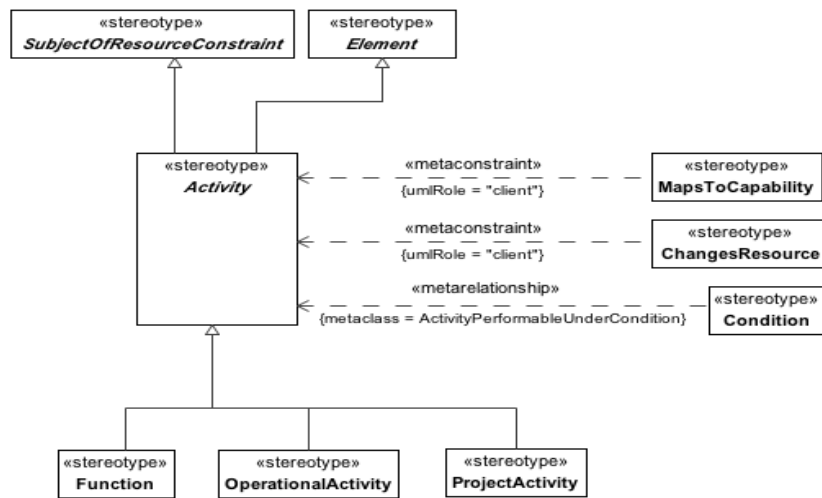 «stereotype»
SubjectOfResourceConstraint
«stereotype»
Element
«stereotype»
Activity
«metaconstraint»
{umlRole = "client"}
«stereotype»
MapsToCapability
«metaconstraint»
{umlRole = "client"}
«stereotype»
ChangesResource
«metarelationship»
{metaclass = ActivityPerformableUnderCondition}
«stereotype»
Condition
«stereotype»
Function
«stereotype»
OperationalActivity
«stereotype»
ProjectActivity